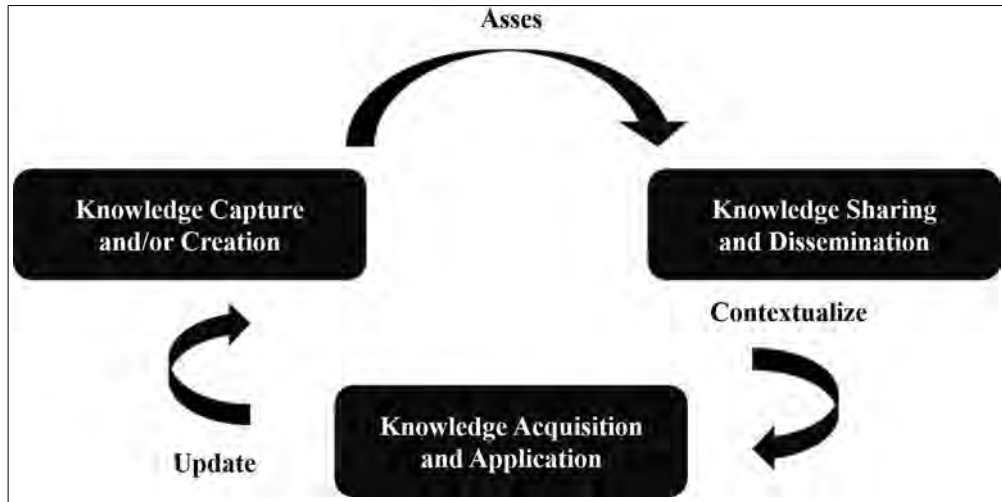 Asses
Knowledge Capture
and/or Creation
Knowledge Sharing
and Dissemination
Contextualize
Knowledge Acquisition
and Application
Update